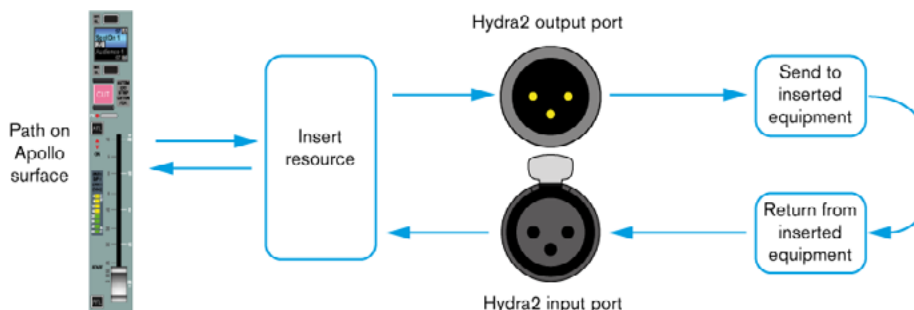 Hydra2 output port
CUT
Path on
Apollo
surface
Insert
resource
Send to
inserted
equipment
Return from
inserted
equipment
Hydra2 input port